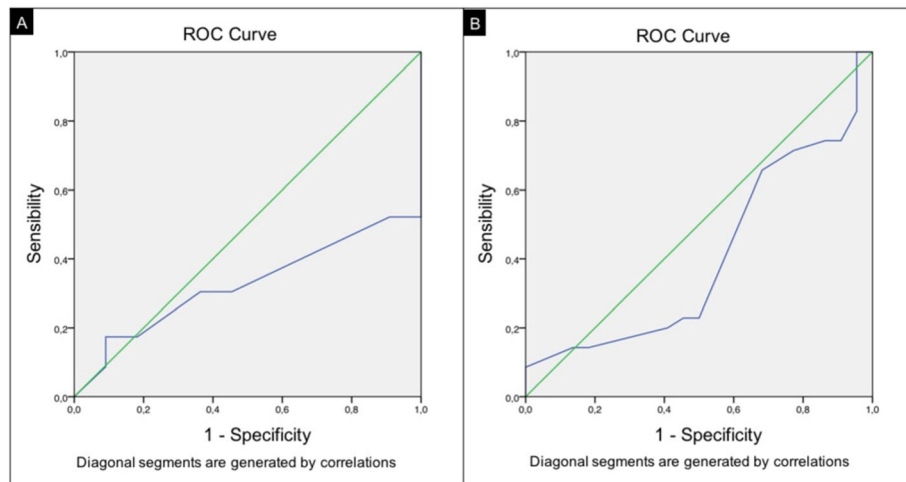 A
ROC Curve
1,0
0,8
0,6
0,4
0,2
0,0
Sensibility
0,0 0,2 0,4 0,6 0,8 1,0
1 - Specificity
Diagonal segments are generated by correlations
B
ROC Curve
1,0
0,8
0,6
0,4
0,2
0,0
Sensibility
0,0 0,2 0,4 0,6 0,8 1,0
1 - Specificity
Diagonal segments are generated by correlations